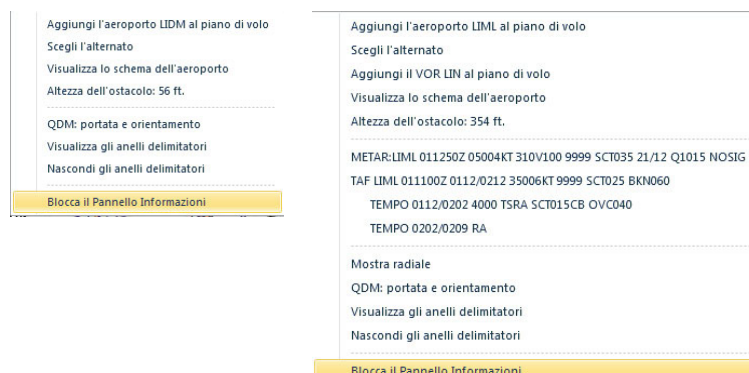 Aggiungi l'aeroporto LIDM al piano di volo
Scegli l'alternato
Visualizza lo schema dell'aeroporto
Altezza dell'ostacolo: 56 ft.
QDM: portata e orientamento
Visualizza gli anelli delimitatori
Nascondi gli anelli delimitatori
Blocca il Pannello Informazioni
Aggiungi l'aeroporto LIML al piano di volo
Scegli l'alternato
Aggiungi il VOR LIN al piano di volo
Visualizza lo schema dell'aeroporto
Altezza dell'ostacolo: 354 ft.
METAR:LIML 011250Z 05004KT 310V100 9999 SCT035 21/12 Q1015 NOSIG
TAF LIML 011100Z 0112/0212 35006KT 9999 SCT025 BKN060
TEMPO 0112/0202 4000 TSRA SCT015CB OVC040
TEMPO 0202/0209 RA
Mostra radiale
QDM: portata e orientamento
Visualizza gli anelli delimitatori
Nascondi gli anelli delimitatori
Blocca il Pannello Informazioni